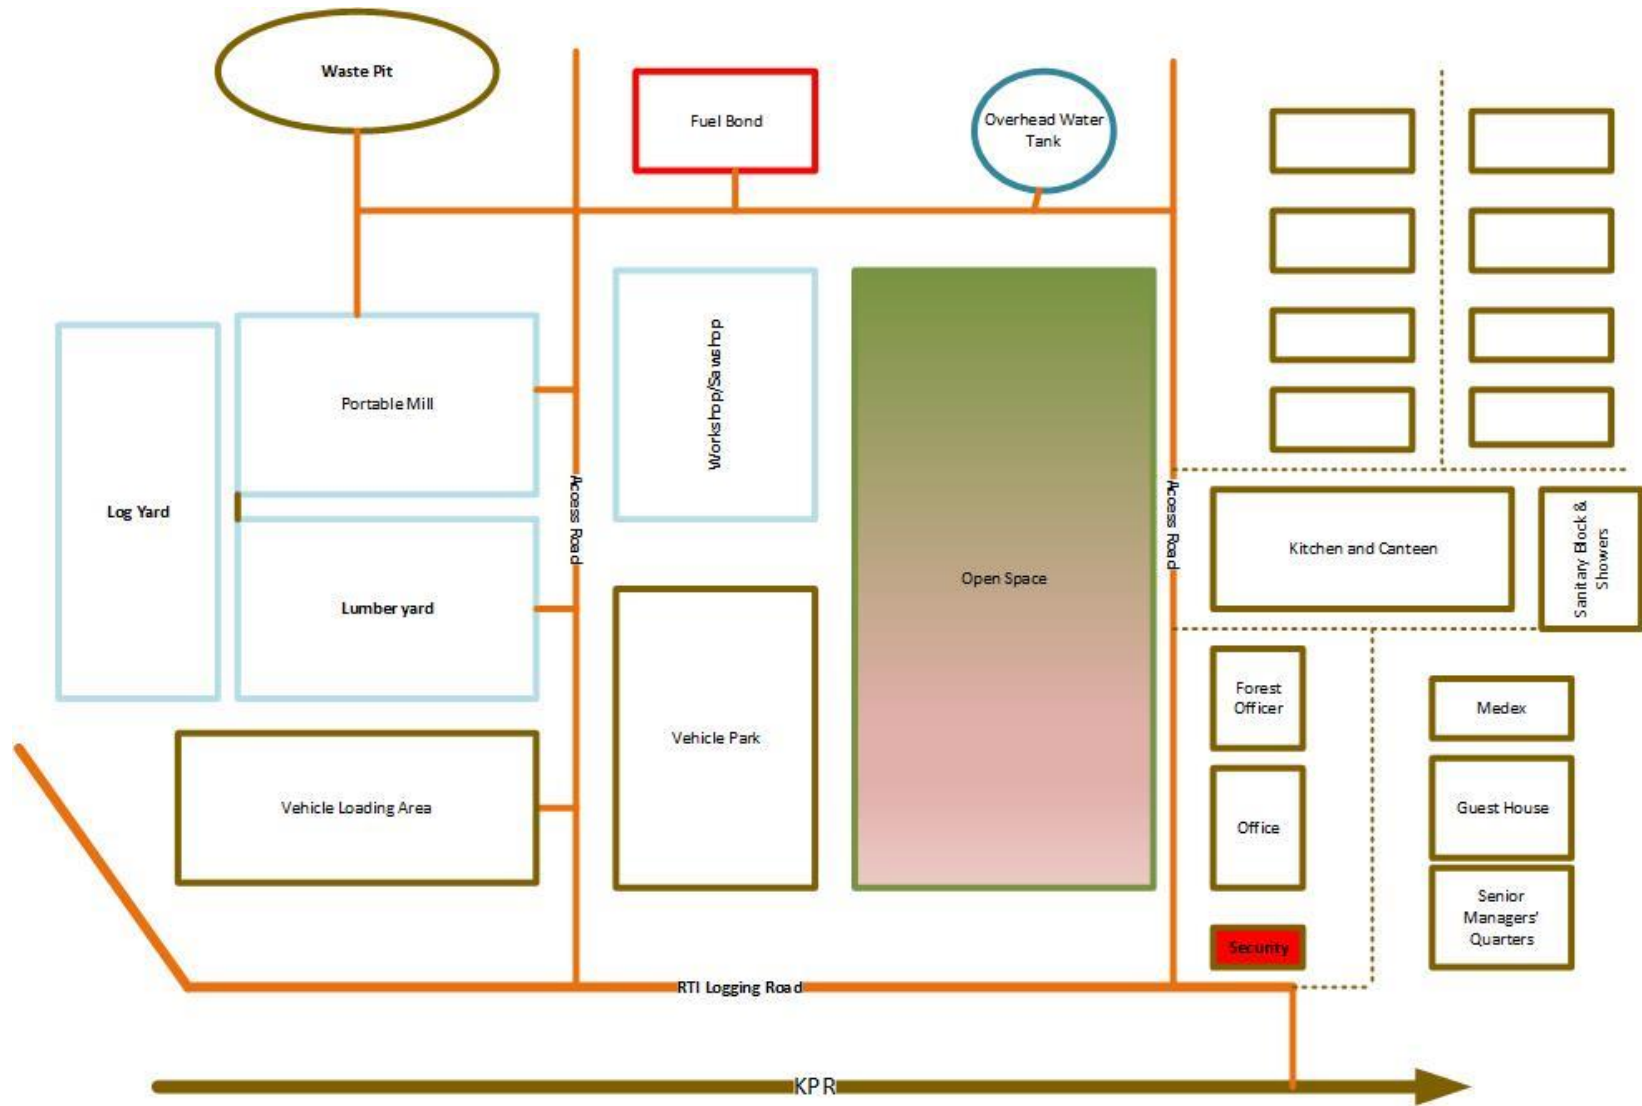 Waste Pit
Fuel Bond
Overhead Water
Tank
Workshop/Sawshop
Portable Mill
Log Yard
Access Road
Access Road
Kitchen and Canteen
Sanitary Block &
Showers
Open Space
Lumber yard
Forest
Officer
Medex
Vehicle Park
Vehicle Loading Area
Office
Guest House
Senior
Managers'
Quarters
Security
RTI Logging Road
KPR